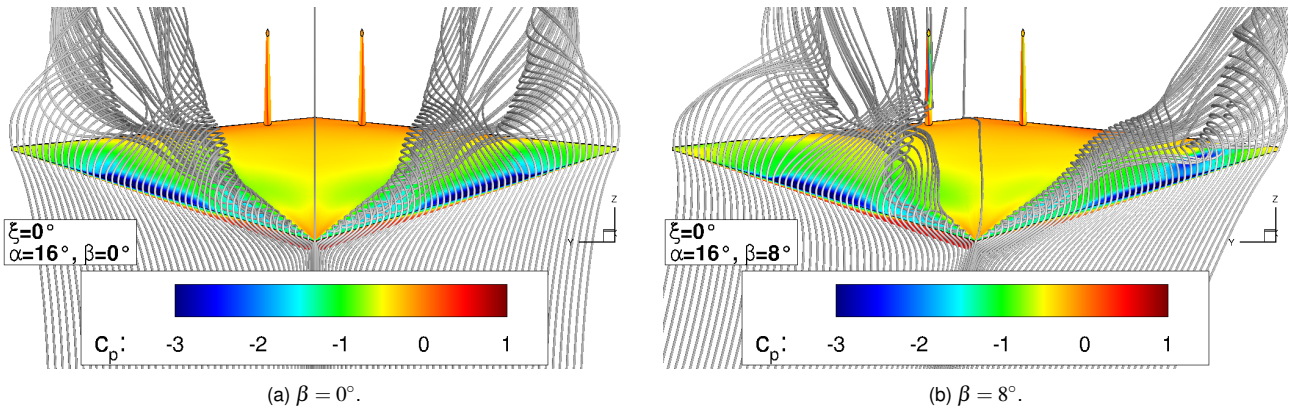 ξ=0°
α=16°, β=0°
Z
Y
C_p: -3 -2 -1 0 1
(a) β = 0°.
ξ=0°
α=16°, β=8°
Z
Y
C_p: -3 -2 -1 0 1
(b) β = 8°.